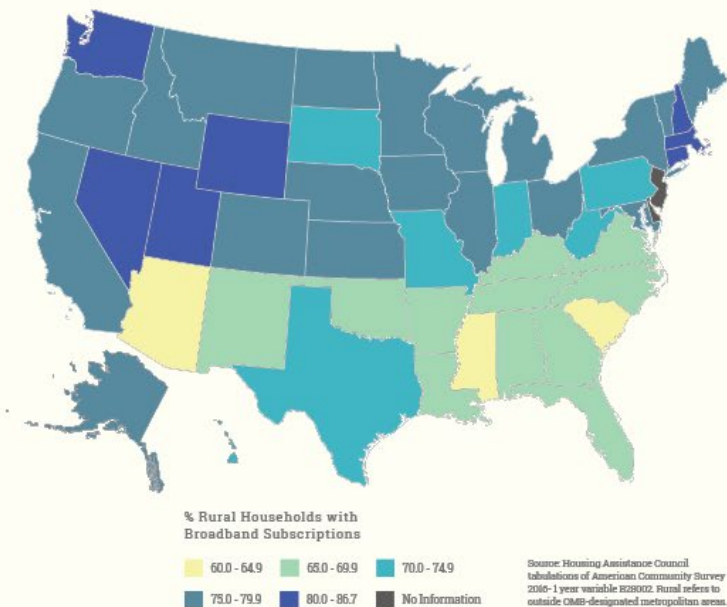 % Rural Households with
Broadband Subscriptions
60.0 - 64.9
65.0 - 69.9
70.0 - 74.9
75.0 - 79.9
80.0 - 86.7
No Information
Source: Housing Assistance Council
tabulations of American Community Survey
2016- 1 year variable B28002. Rural refers to
outside OMB-designated metropolitan areas.